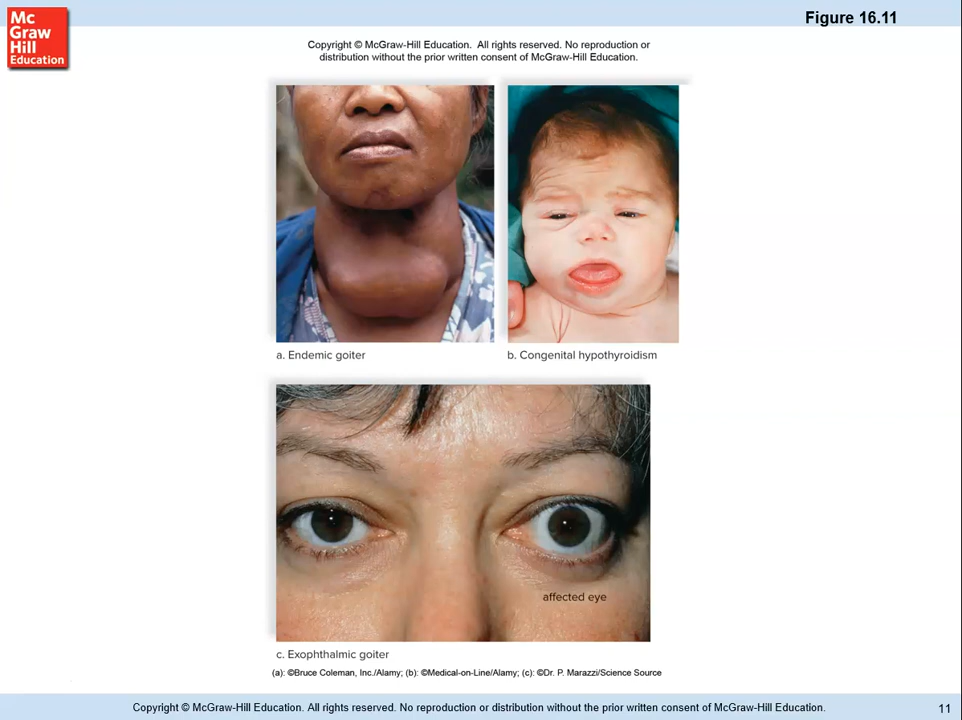 Mc
Graw
Hill
Education
Figure 16.11
Copyright © McGraw-Hill Education. All rights reserved. No reproduction or
distribution without the prior written consent of McGraw-Hill Education.
a. Endemic goiter
b. Congenital hypothyroidism
affected eye
c. Exophthalmic goiter
(a): ©Bruce Coleman, Inc./Alamy; (b): ©Medical-on-Line/Alamy; (c): ©Dr. P. Marazzi/Science Source
Copyright © McGraw-Hill Education. All rights reserved. No reproduction or distribution without the prior written consent of McGraw-Hill Education.
11